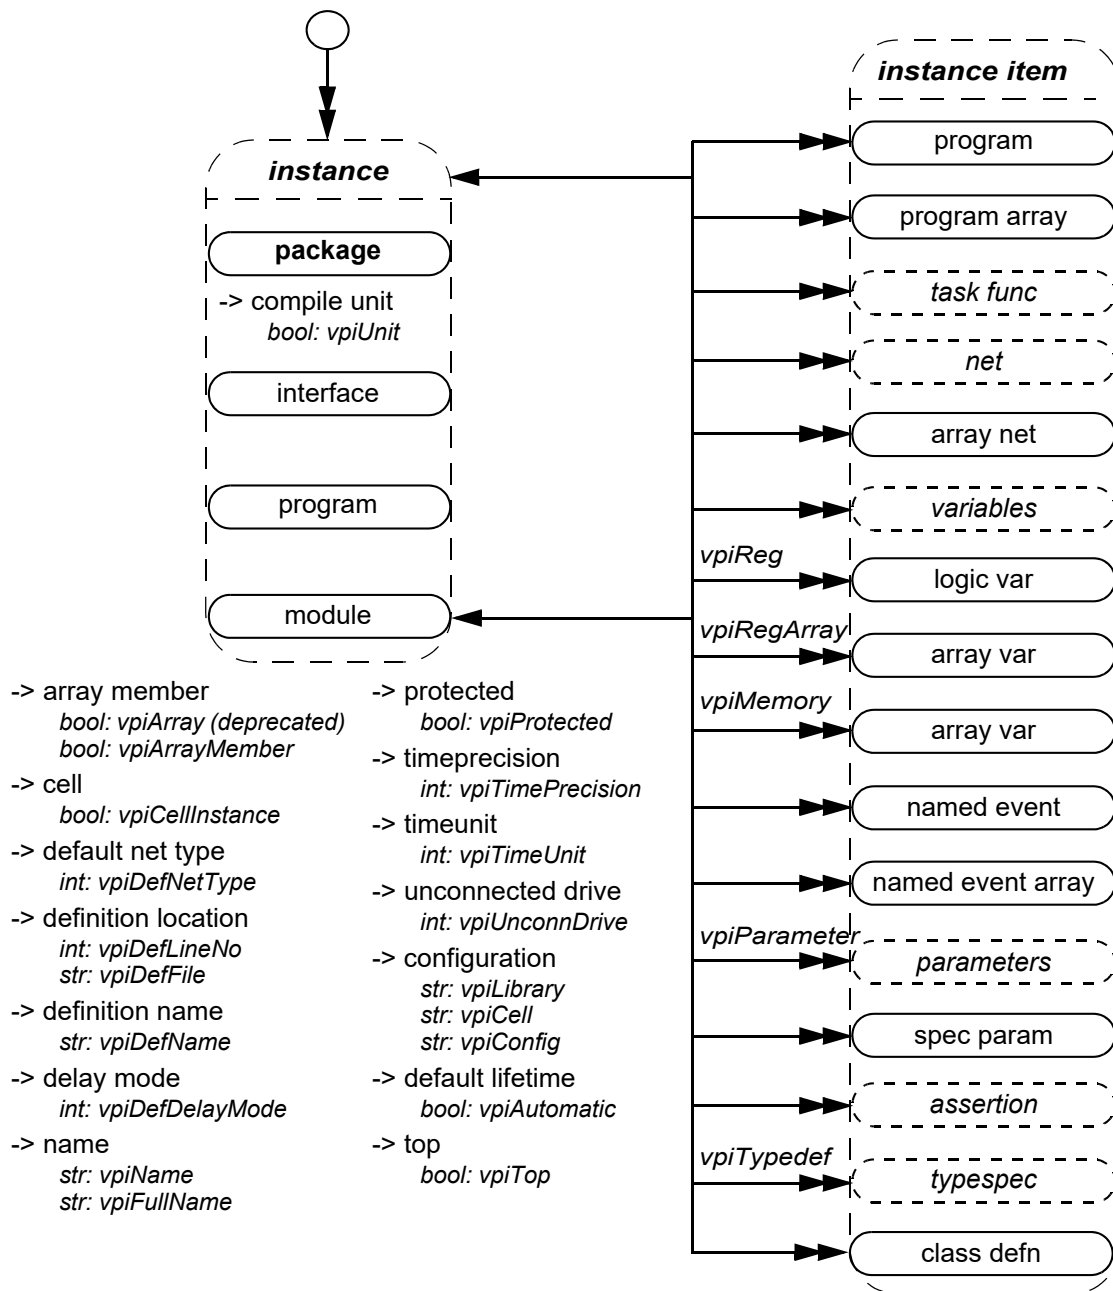 instance
package
-> compile unit
bool: vpiUnit
interface
program
module
-> array member
bool: vpiArray (deprecated)
bool: vpiArrayMember
-> cell
bool: vpiCellInstance
-> default net type
int: vpiDefNetType
-> definition location
int: vpiDefLineNo
str: vpiDefFile
-> definition name
str: vpiDefName
-> delay mode
int: vpiDefDelayMode
-> name
str: vpiName
str: vpiFullName
-> protected
bool: vpiProtected
-> timeprecision
int: vpiTimePrecision
-> timeunit
int: vpiTimeUnit
-> unconnected drive
int: vpiUnconnDrive
-> configuration
str: vpiLibrary
str: vpiCell
str: vpiConfig
-> default lifetime
bool: vpiAutomatic
-> top
bool: vpiTop
instance item
program
program array
task func
net
array net
variables
vpiReg
logic var
vpiRegArray
array var
vpiMemory
array var
named event
named event array
vpiParameter
parameters
spec param
assertion
vpiTypedef
typespec
class defn